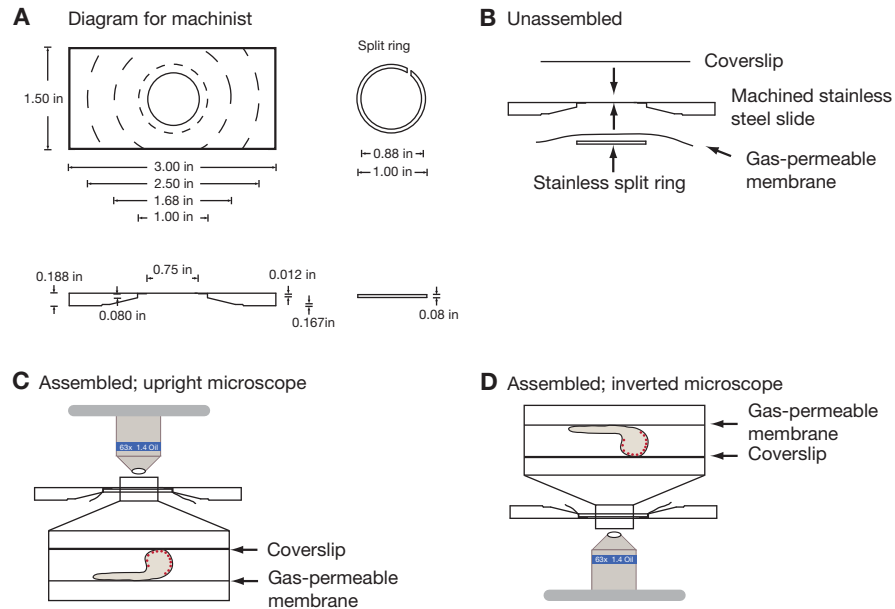 A Diagram for machinist
Split ring
1.50 in
3.00 in
2.50 in
1.68 in
1.00 in
0.88 in
1.00 in
0.188 in
0.75 in
0.012 in
0.080 in
0.167in
0.08 in
B Unassembled
Coverslip
Machined stainless
steel slide
Gas-permeable
membrane
Stainless split ring
C Assembled; upright microscope
63x 1.4 Oil
Coverslip
Gas-permeable
membrane
D Assembled; inverted microscope
Gas-permeable
membrane
Coverslip
63x 1.4 Oil